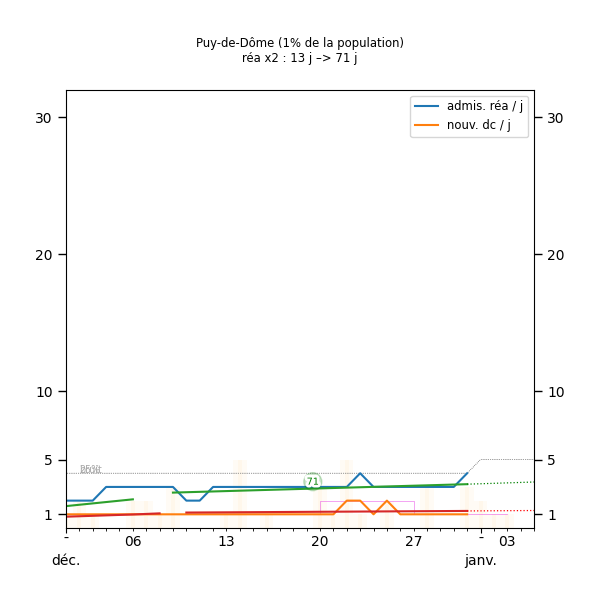 Puy-de-Dôme (1% de la population)
réa x2 : 13 j –> 71 j
admis. réa / j
nouv. dc / j
30 30
20 20
10 10
5 5
71
1 1
- 06 13 20 27 - 03
déc. janv.